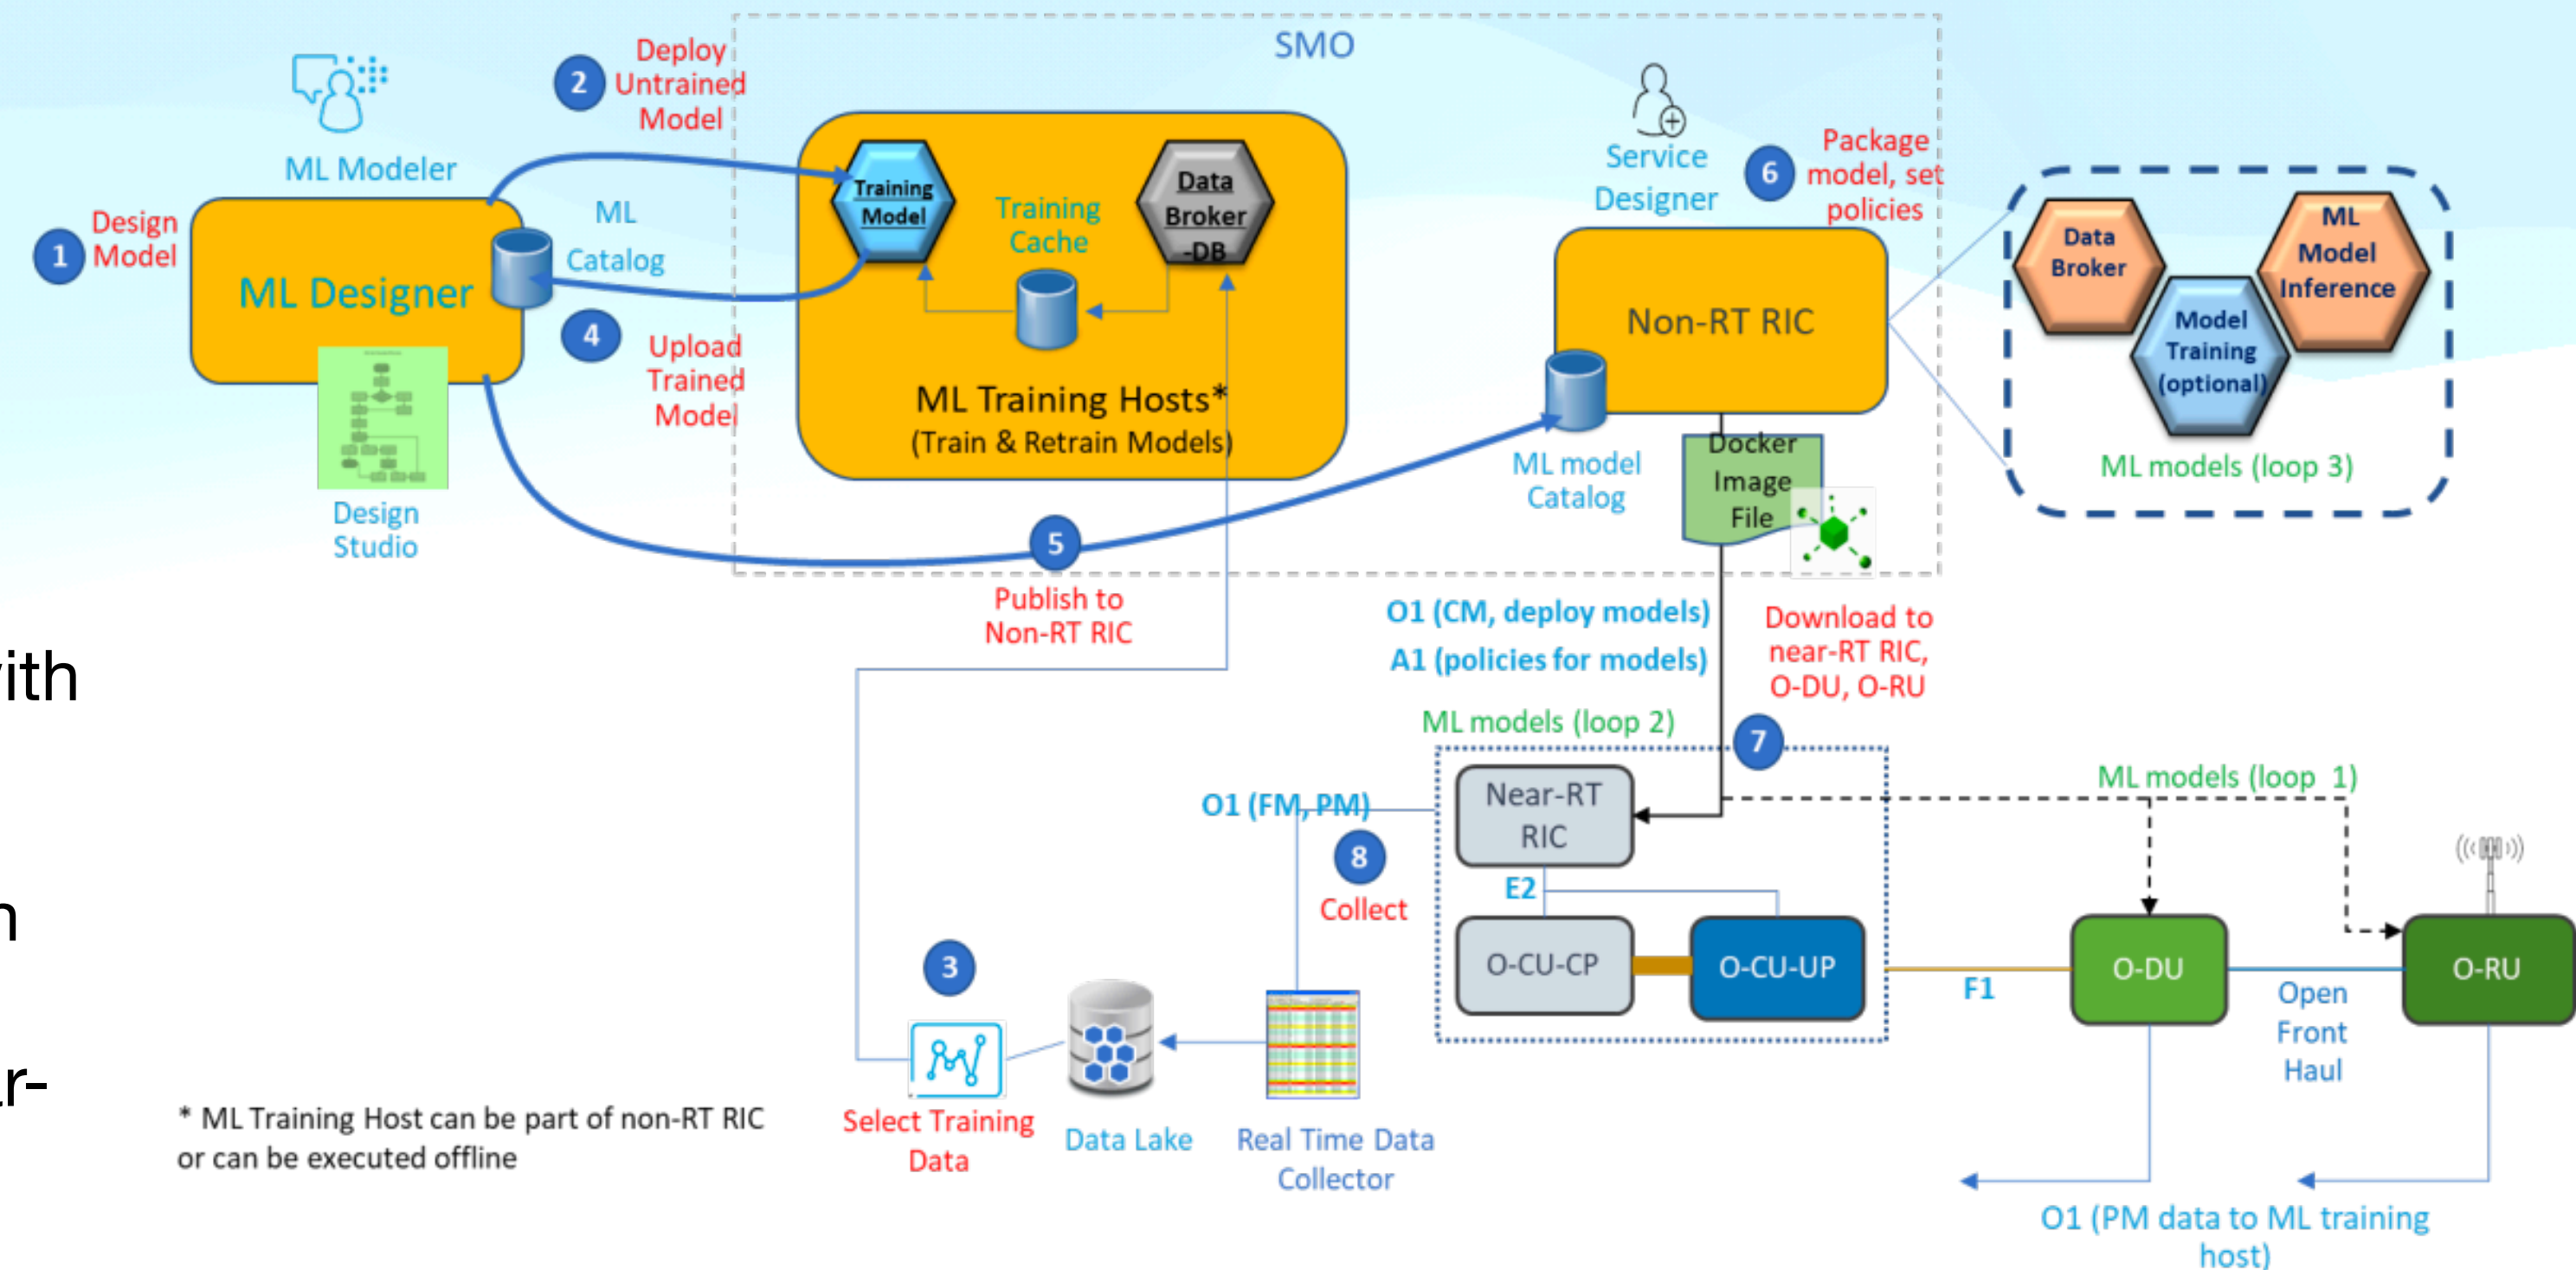 SMO
2
Deploy
Untrained
Model
ML Modeler
1
Design
Model
ML Designer
ML
Catalog
4
Upload
Trained
Model
Design
Studio
Training
Model
Training
Cache
Data
Broker
-DB
ML Training Hosts*
(Train & Retrain Models)
5
Publish to
Non-RT RIC
Service
Designer
6
Package
model, set
policies
Non-RT RIC
ML model
Catalog
Docker
Image
File
Data
Broker
ML
Model
Inference
Model
Training
(optional)
ML models (loop 3)
O1 (CM, deploy models)
A1 (policies for models)
Download to
near-RT RIC,
O-DU, O-RU
ML models (loop 2)
7
ML models (loop 1)
Near-RT
RIC
O1 (FM, PM)
8
Collect
E2
O-CU-CP
O-CU-UP
F1
O-DU
Open
Front
Haul
O-RU
3
Select Training
Data
Data Lake
Real Time Data
Collector
O1 (PM data to ML training
host)
* ML Training Host can be part of non-RT RIC
or can be executed offline
with
r-